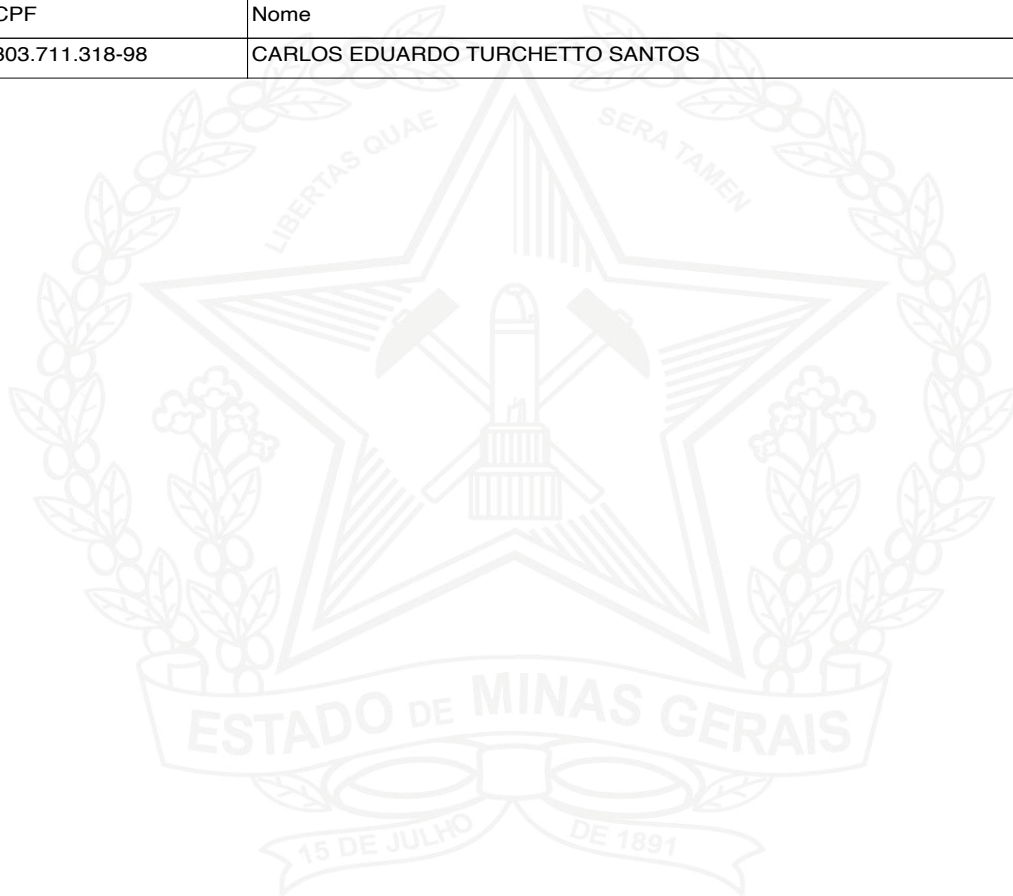 CPF Nome
303.711.318-98 CARLOS EDUARDO TURCHETTO SANTOS
LIBERTAS QUAE SERA TAMEN
ESTADO DE MINAS GERAIS
15 DE JULHO DE 1891